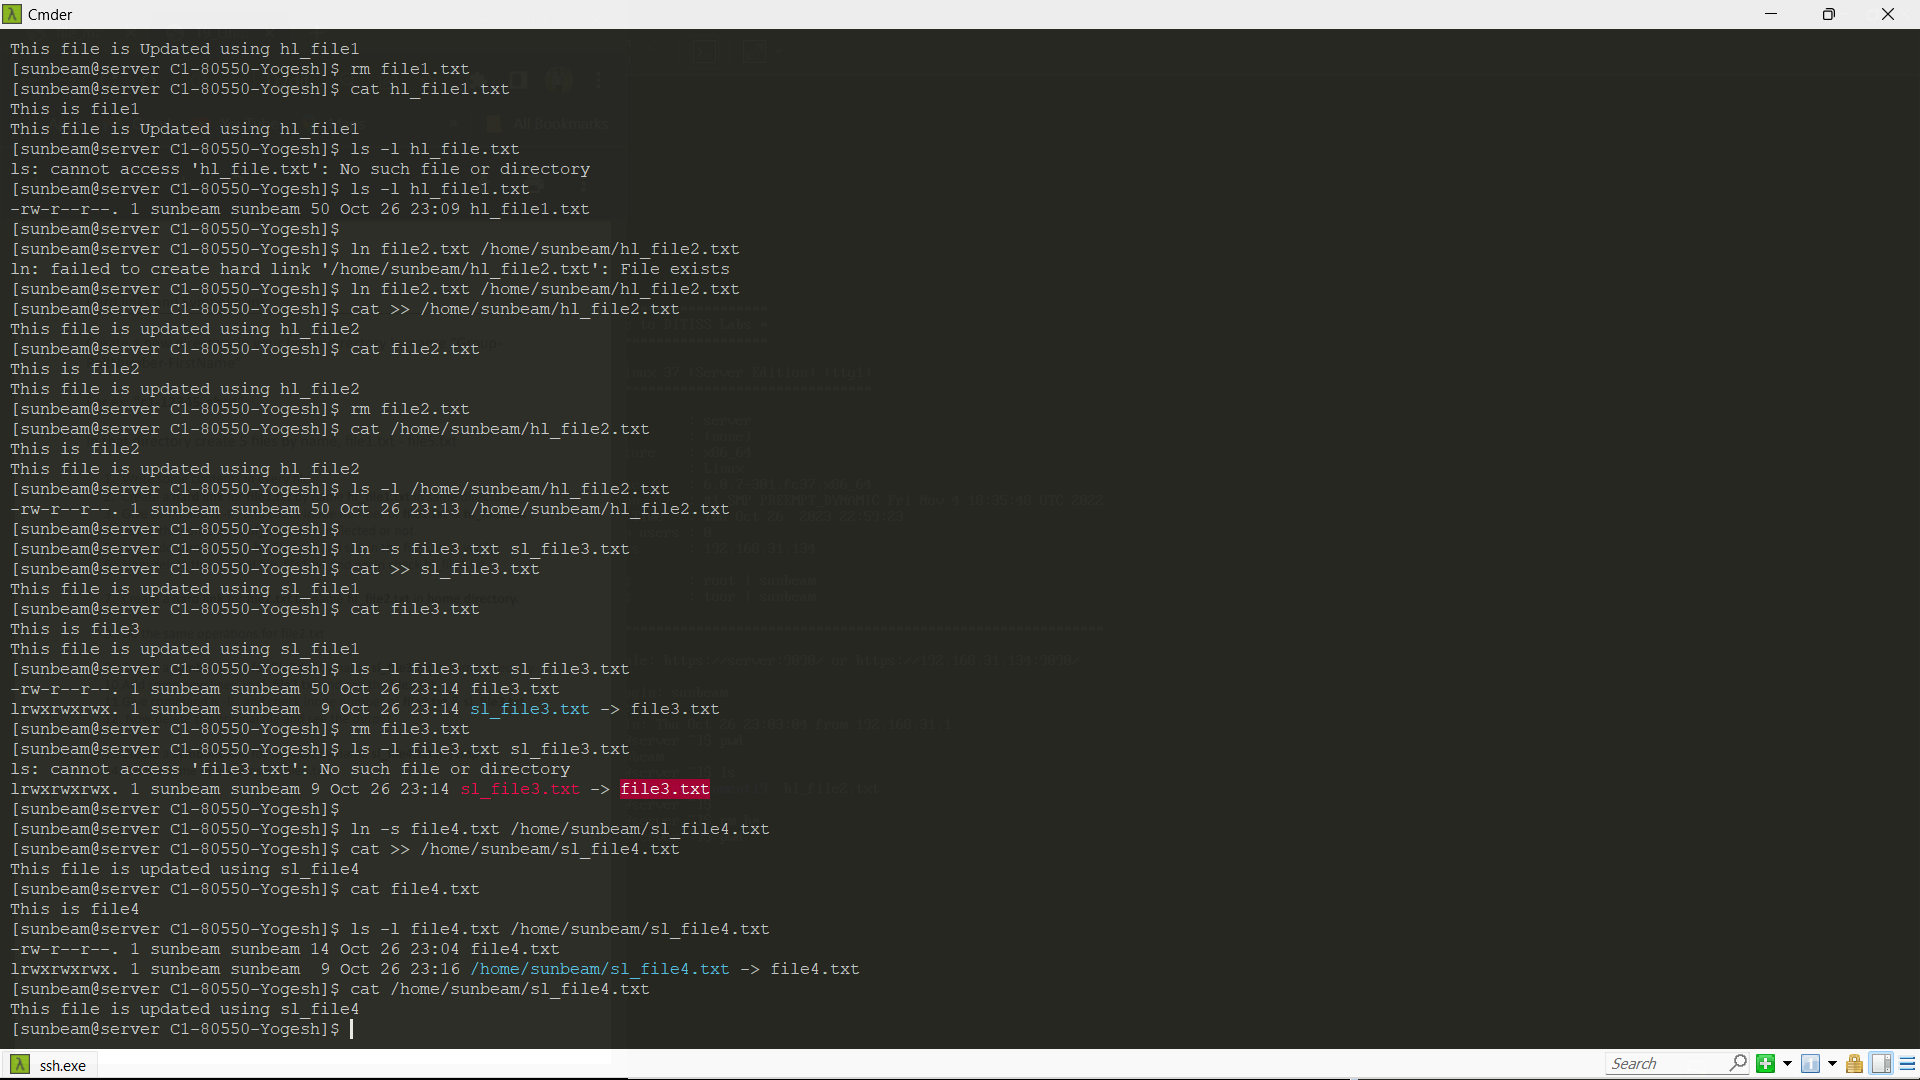 Cmder
This file is Updated using hl_file1
[sunbeam@server C1-80550-Yogesh]$ rm file1.txt
[sunbeam@server C1-80550-Yogesh]$ cat hl_file1.txt
This is file1
This file is Updated using hl_file1
[sunbeam@server C1-80550-Yogesh]$ ls -l hl_file.txt
ls: cannot access 'hl_file.txt': No such file or directory
[sunbeam@server C1-80550-Yogesh]$ ls -l hl_file1.txt
-rw-r--r--. 1 sunbeam sunbeam 50 Oct 26 23:09 hl_file1.txt
[sunbeam@server C1-80550-Yogesh]$
[sunbeam@server C1-80550-Yogesh]$ ln file2.txt /home/sunbeam/hl_file2.txt
ln: failed to create hard link '/home/sunbeam/hl_file2.txt': File exists
[sunbeam@server C1-80550-Yogesh]$ ln file2.txt /home/sunbeam/hl_file2.txt
[sunbeam@server C1-80550-Yogesh]$ cat >> /home/sunbeam/hl_file2.txt
This file is updated using hl_file2
[sunbeam@server C1-80550-Yogesh]$ cat file2.txt
This is file2
This file is updated using hl_file2
[sunbeam@server C1-80550-Yogesh]$ rm file2.txt
[sunbeam@server C1-80550-Yogesh]$ cat /home/sunbeam/hl_file2.txt
This is file2
This file is updated using hl_file2
[sunbeam@server C1-80550-Yogesh]$ ls -l /home/sunbeam/hl_file2.txt
-rw-r--r--. 1 sunbeam sunbeam 50 Oct 26 23:13 /home/sunbeam/hl_file2.txt
[sunbeam@server C1-80550-Yogesh]$
[sunbeam@server C1-80550-Yogesh]$ ln -s file3.txt sl_file3.txt
[sunbeam@server C1-80550-Yogesh]$ cat >> sl_file3.txt
This file is updated using sl_file1
[sunbeam@server C1-80550-Yogesh]$ cat file3.txt
This is file3
This file is updated using sl_file1
[sunbeam@server C1-80550-Yogesh]$ ls -l file3.txt sl_file3.txt
-rw-r--r--. 1 sunbeam sunbeam 50 Oct 26 23:14 file3.txt
lrwxrwxrwx. 1 sunbeam sunbeam  9 Oct 26 23:14 sl_file3.txt -> file3.txt
[sunbeam@server C1-80550-Yogesh]$ rm file3.txt
[sunbeam@server C1-80550-Yogesh]$ ls -l file3.txt sl_file3.txt
ls: cannot access 'file3.txt': No such file or directory
lrwxrwxrwx. 1 sunbeam sunbeam 9 Oct 26 23:14 sl_file3.txt -> file3.txt
[sunbeam@server C1-80550-Yogesh]$
[sunbeam@server C1-80550-Yogesh]$ ln -s file4.txt /home/sunbeam/sl_file4.txt
[sunbeam@server C1-80550-Yogesh]$ cat >> /home/sunbeam/sl_file4.txt
This file is updated using sl_file4
[sunbeam@server C1-80550-Yogesh]$ cat file4.txt
This is file4
[sunbeam@server C1-80550-Yogesh]$ ls -l file4.txt /home/sunbeam/sl_file4.txt
-rw-r--r--. 1 sunbeam sunbeam 14 Oct 26 23:04 file4.txt
lrwxrwxrwx. 1 sunbeam sunbeam  9 Oct 26 23:16 /home/sunbeam/sl_file4.txt -> file4.txt
[sunbeam@server C1-80550-Yogesh]$ cat /home/sunbeam/sl_file4.txt
This file is updated using sl_file4
[sunbeam@server C1-80550-Yogesh]$
ssh.exe
Search